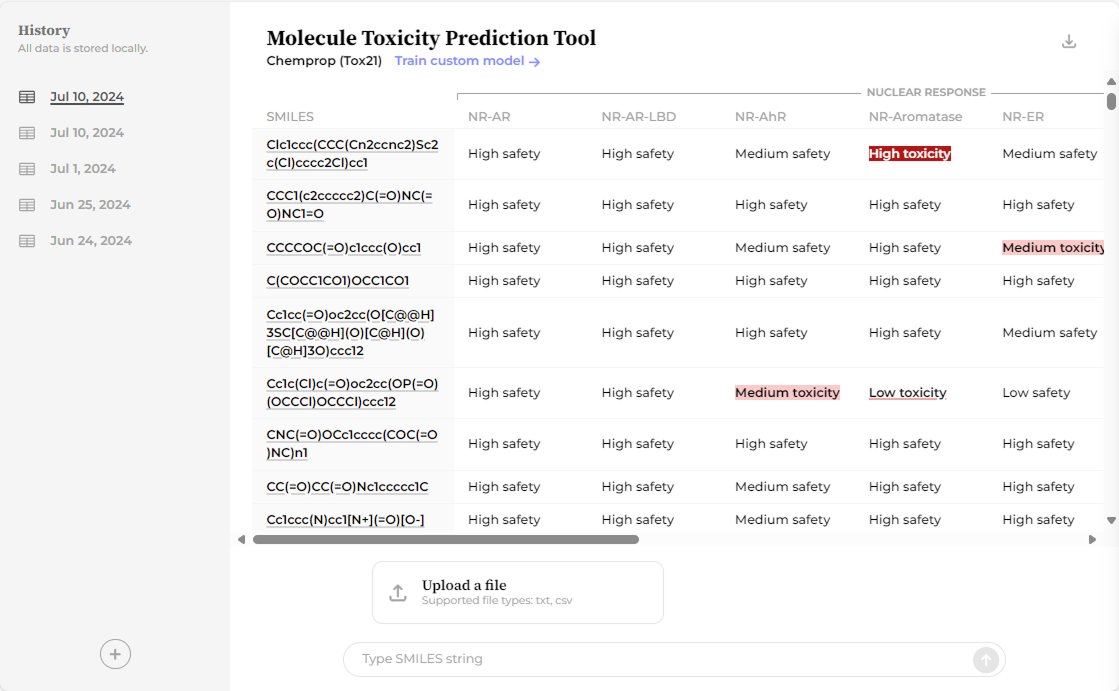 History
All data is stored locally.
Jul 10, 2024
Jul 10, 2024
Jul 1, 2024
Jun 25, 2024
Jun 24, 2024
Molecule Toxicity Prediction Tool
Chemprop (Tox21) Train custom model →
NUCLEAR RESPONSE
SMILES NR-AR NR-AR-LBD NR-AhR NR-Aromatase NR-ER
Clc1ccc(CCC(Cn2ccnc2)Sc2
c(Cl)cccc2Cl)cc1
High safety High safety Medium safety High toxicity Medium safety
CCC1(c2ccccc2)C(=O)NC(=
O)NC1=O
High safety High safety High safety High safety High safety
CCCCOC(=O)c1ccc(O)cc1 High safety High safety Medium safety High safety Medium toxicity
C(COCC1CO1)OCC1CO1 High safety High safety High safety High safety High safety
Cc1cc(=O)oc2cc(O[C@@H]
3SC[C@@H](O)[C@H](O)
[C@H]3O)ccc12
High safety High safety High safety High safety Medium safety
Cc1c(Cl)c(=O)oc2cc(OP(=O)
(OCCCl)OCCCl)ccc12
High safety High safety Medium toxicity Low toxicity Low safety
CNC(=O)OCc1cccc(COC(=O
)NC)n1
High safety High safety High safety High safety High safety
CC(=O)CC(=O)Nc1ccccc1C High safety High safety Medium safety High safety High safety
Cc1ccc(N)cc1[N+](=O)[O-] High safety High safety Medium safety High safety High safety
Upload a file
Supported file types: txt, csv
Type SMILES string